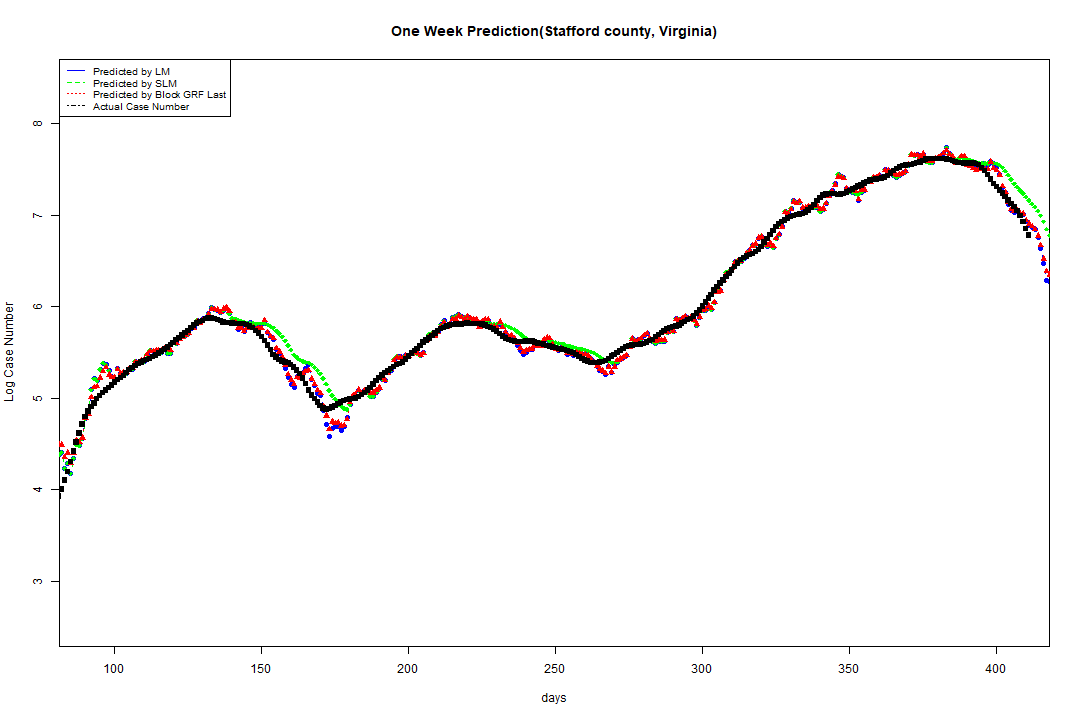 One Week Prediction(Stafford county, Virginia)
Predicted by LM
Predicted by SLM
Predicted by Block GRF Last
Actual Case Number
Log Case Number
8
7
6
5
4
3
100 150 200 250 300 350 400
days